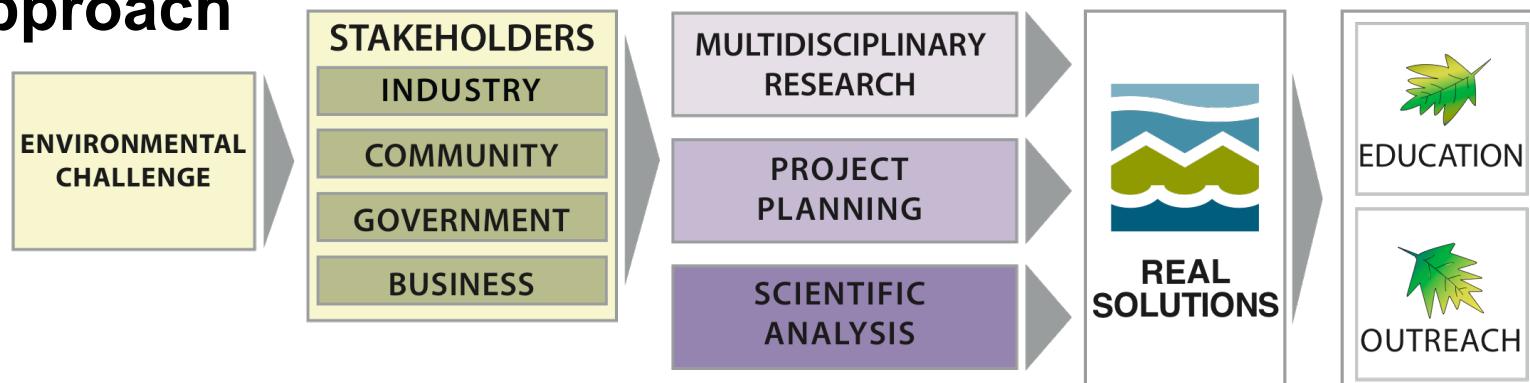 pproach
ENVIRONMENTAL
CHALLENGE
STAKEHOLDERS
INDUSTRY
COMMUNITY
GOVERNMENT
BUSINESS
MULTIDISCIPLINARY
RESEARCH
PROJECT
PLANNING
SCIENTIFIC
ANALYSIS
REAL
SOLUTIONS
EDUCATION
OUTREACH